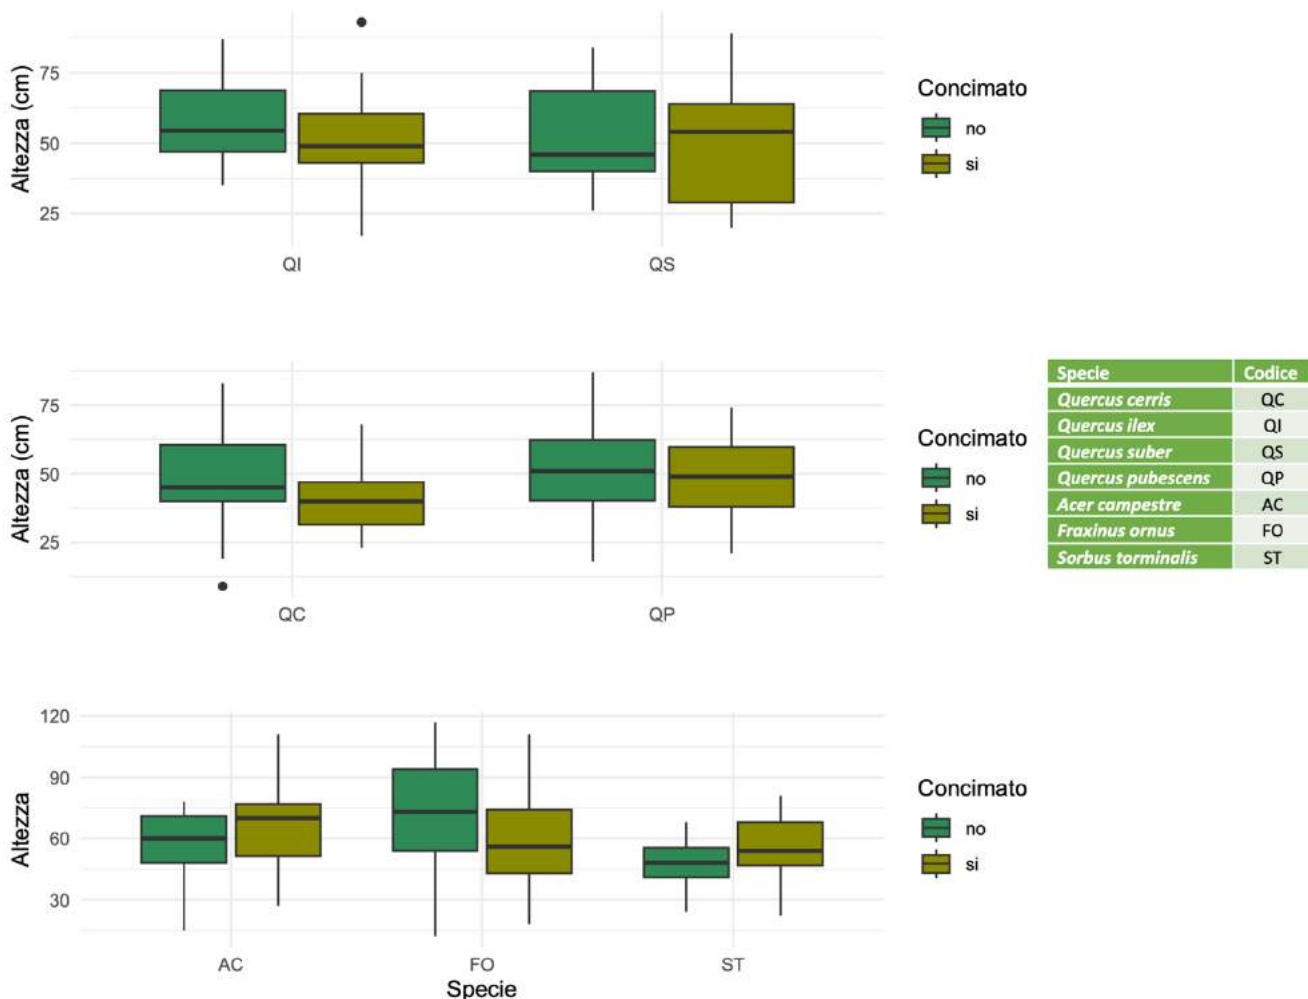 Altezza (cm)
75
50
25
QI
QS
Concimato
no
si
Altezza (cm)
75
50
25
QC
QP
Concimato
no
si
Specie Codice
Quercus cerris QC
Quercus ilex QI
Quercus suber QS
Quercus pubescens QP
Acer campestre AC
Fraxinus ornus FO
Sorbus torminalis ST
Altezza
120
90
60
30
AC
FO
ST
Specie
Concimato
no
si